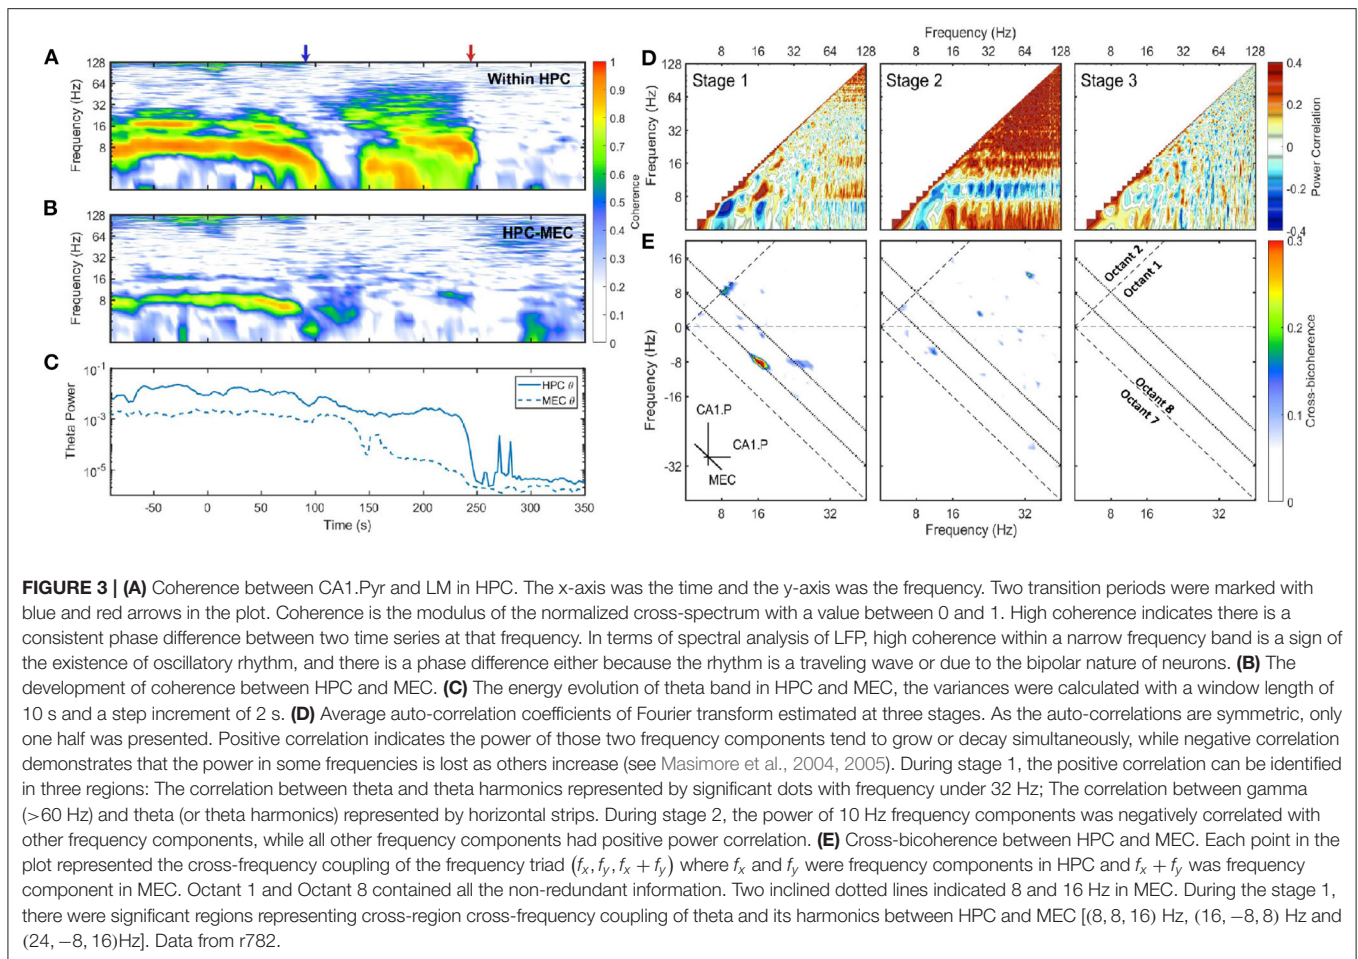 A
Within HPC
Frequency (Hz)
128
64
32
16
8
B
HPC-MEC
Frequency (Hz)
128
64
32
16
8
1
0.9
0.8
0.7
0.6
0.5
0.4
0.3
0.2
0.1
0
Coherence
C
Theta Power
10-1
10-3
10-5
HPC θ
MEC θ
-50 0 50 100 150 200 250 300 350
Time (s)
D
Frequency (Hz)
8 16 32 64 128 8 16 32 64 128 8 16 32 64 128
Stage 1
Stage 2
Stage 3
Frequency (Hz)
128
64
32
16
8
0.4
0.2
0
-0.2
-0.4
Power Correlation
E
Frequency (Hz)
16
8
0
-8
-16
-32
CA1.P
CA1.P
MEC
Octant 2
Octant 1
Octant 8
Octant 7
0.3
0.2
0.1
0
Cross-bicoherence
8 16 32 8 16 32 8 16 32
Frequency (Hz)
FIGURE 3 | (A) Coherence between CA1.Pyr and LM in HPC. The x-axis was the time and the y-axis was the frequency. Two transition periods were marked with
blue and red arrows in the plot. Coherence is the modulus of the normalized cross-spectrum with a value between 0 and 1. High coherence indicates there is a
consistent phase difference between two time series at that frequency. In terms of spectral analysis of LFP, high coherence within a narrow frequency band is a sign of
the existence of oscillatory rhythm, and there is a phase difference either because the rhythm is a traveling wave or due to the bipolar nature of neurons. (B) The
development of coherence between HPC and MEC. (C) The energy evolution of theta band in HPC and MEC, the variances were calculated with a window length of
10 s and a step increment of 2 s. (D) Average auto-correlation coefficients of Fourier transform estimated at three stages. As the auto-correlations are symmetric, only
one half was presented. Positive correlation indicates the power of those two frequency components tend to grow or decay simultaneously, while negative correlation
demonstrates that the power in some frequencies is lost as others increase (see Masimore et al., 2004, 2005). During stage 1, the positive correlation can be identified
in three regions: The correlation between theta and theta harmonics represented by significant dots with frequency under 32 Hz; The correlation between gamma
(>60 Hz) and theta (or theta harmonics) represented by horizontal strips. During stage 2, the power of 10 Hz frequency components was negatively correlated with
other frequency components, while all other frequency components had positive power correlation. (E) Cross-bicoherence between HPC and MEC. Each point in the
plot represented the cross-frequency coupling of the frequency triad (fx, fy, fx + fy) where fx and fy were frequency components in HPC and fx + fy was frequency
component in MEC. Octant 1 and Octant 8 contained all the non-redundant information. Two inclined dotted lines indicated 8 and 16 Hz in MEC. During the stage 1,
there were significant regions representing cross-region cross-frequency coupling of theta and its harmonics between HPC and MEC [(8, 8, 16) Hz, (16, −8, 8) Hz and
(24, −8, 16)Hz]. Data from r782.